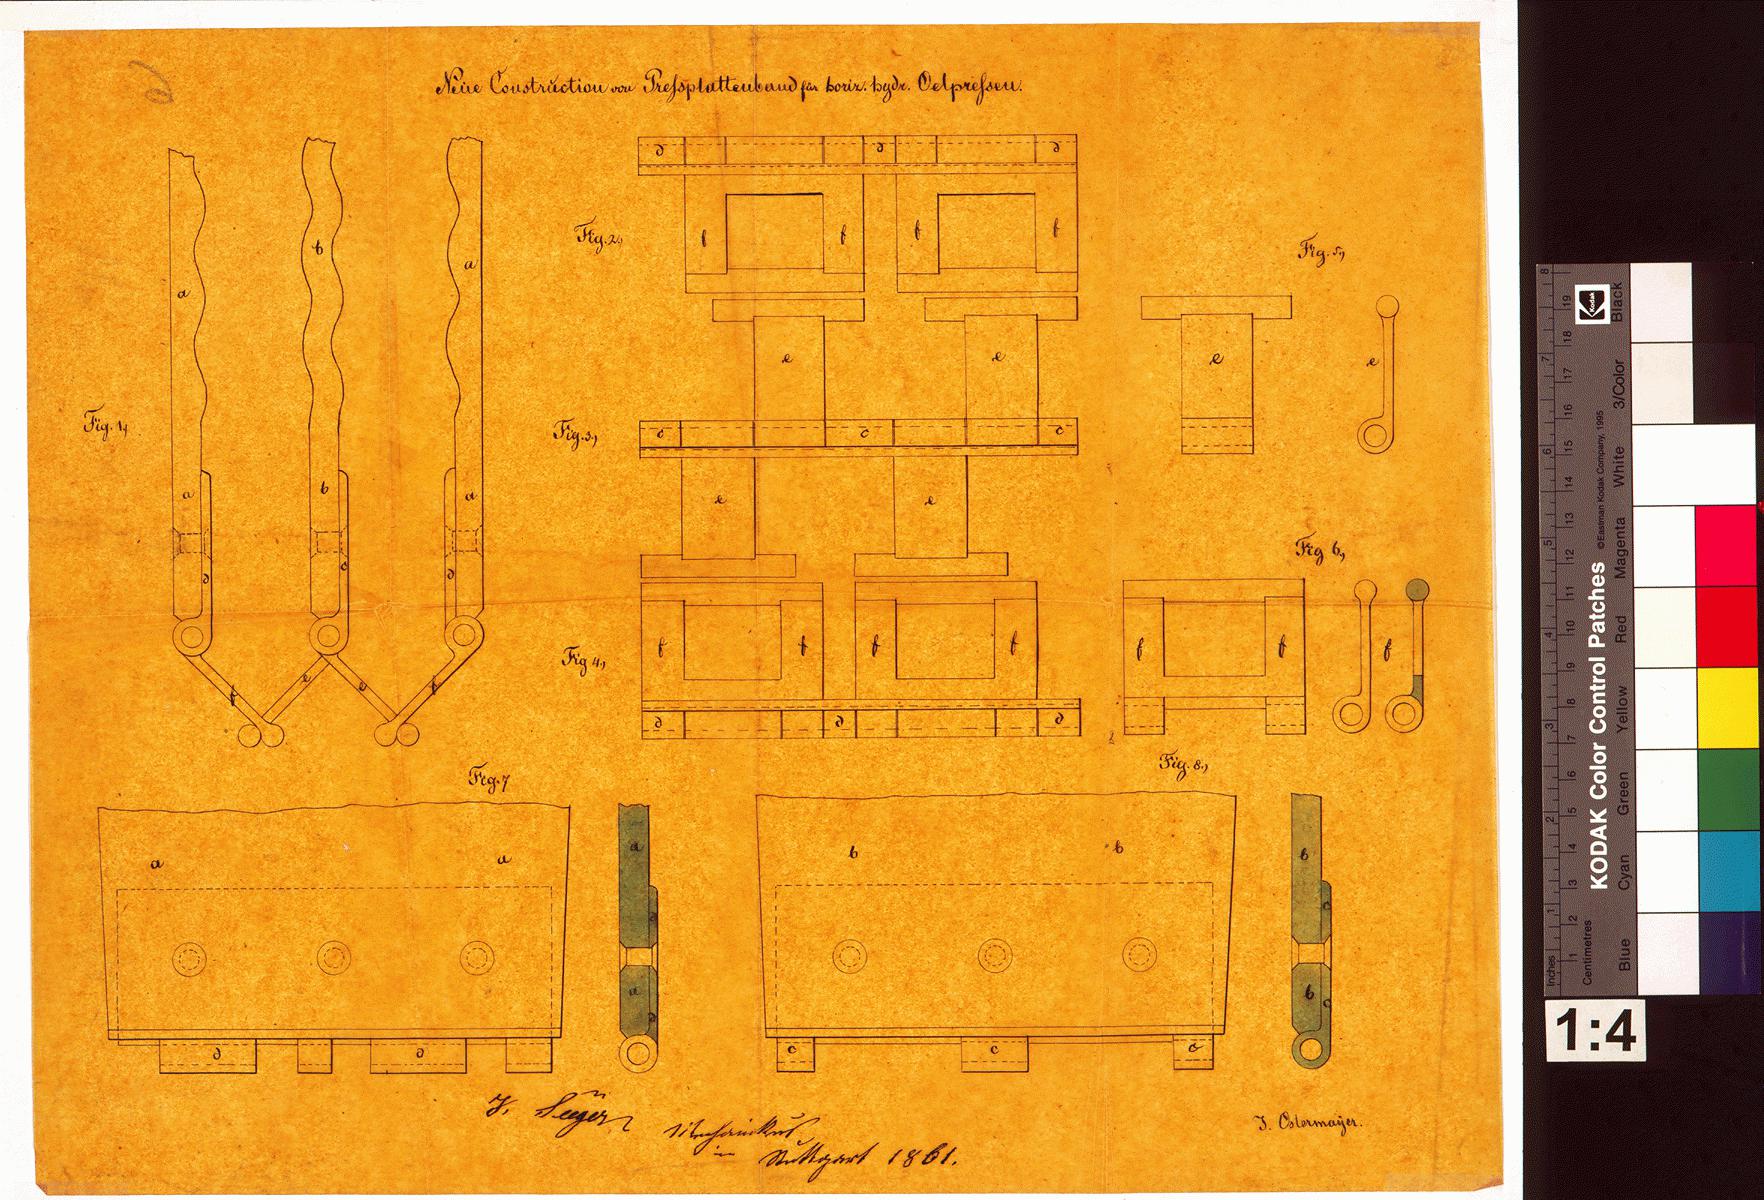 Neue Construction von Pressplattenband für horiz. hydr. Oelpressen.
Fig. 1,
a
b
a
a
b
a
d
c
d
f
e
e
f
Fig. 2,
d
d
d
f
f
f
f
e
e
Fig. 3,
c
c
c
e
e
Fig 4,
f
f
f
f
d
d
d
Fig. 5,
e
e
Fig 6,
f
f
f
Fig. 7
a
a
d
d
a
d
a
d
Fig. 8,
b
b
c
c
c
b
c
b
c
Mechanikus
in Stuttgart 1861.
J. Ostermayer.
Inches
1
2
3
4
5
6
7
8
Centimetres
1
2
3
4
5
6
7
8
9
10
11
12
13
14
15
16
17
18
19
KODAK Color Control Patches
©Eastman Kodak Company, 1995
Kodak
Blue
Cyan
Green
Yellow
Red
Magenta
White
3/Color
Black
1:4